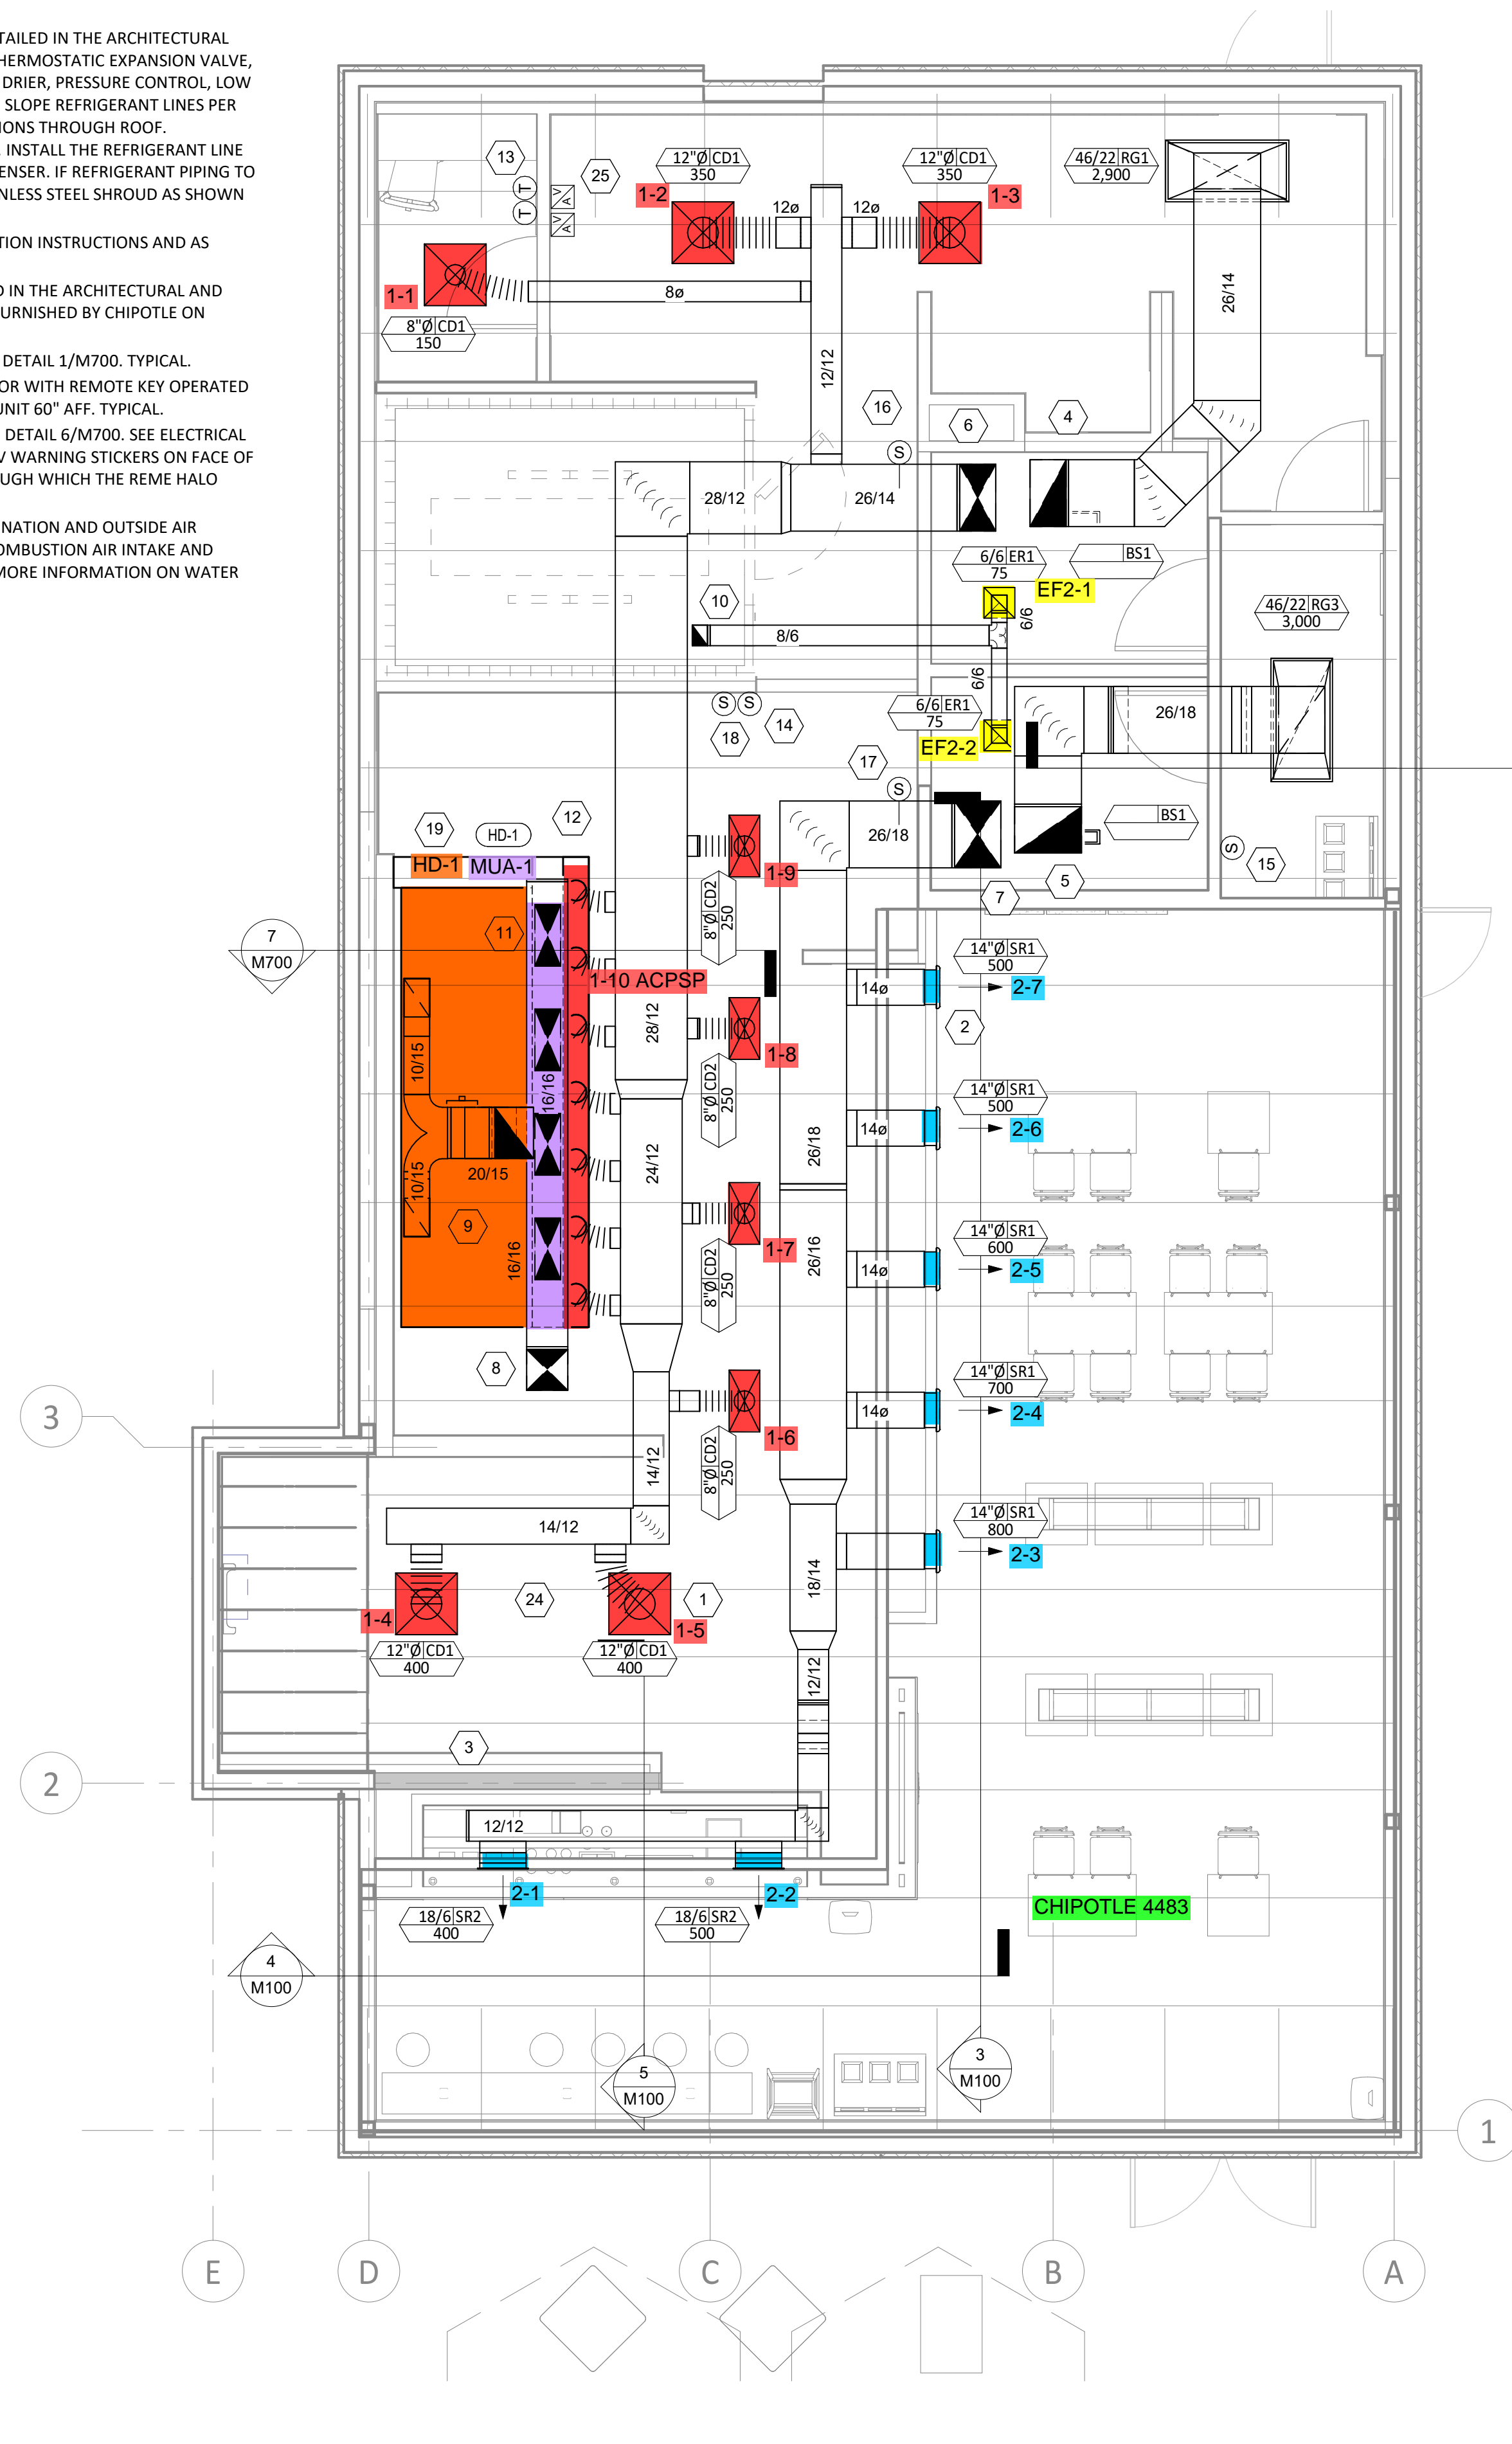 TAILED IN THE ARCHITECTURAL
HERMOSTATIC EXPANSION VALVE,
DRIER, PRESSURE CONTROL, LOW
SLOPE REFRIGERANT LINES PER
IONS THROUGH ROOF.
INSTALL THE REFRIGERANT LINE
ENSER. IF REFRIGERANT PIPING TO
NLESS STEEL SHROUD AS SHOWN
TION INSTRUCTIONS AND AS
D IN THE ARCHITECTURAL AND
URNISHED BY CHIPOTLE ON
DETAIL 1/M700. TYPICAL.
OR WITH REMOTE KEY OPERATED
UNIT 60" AFF. TYPICAL.
DETAIL 6/M700. SEE ELECTRICAL
V WARNING STICKERS ON FACE OF
UGH WHICH THE REME HALO
NATION AND OUTSIDE AIR
OMBUSTION AIR INTAKE AND
MORE INFORMATION ON WATER
13
25
12"Ø CD1
350
12"Ø CD1
350
46/22 RG1
2,900
T
T
V
A
V
A
1-2
1-3
12ø
12ø
1-1
8ø
8"Ø CD1
150
26/14
12/12
16
6
4
S
28/12
26/14
6/6 ER1
75
BS1
EF2-1
10
8/6
6/6
46/22 RG3
3,000
6/6
S
S
18
14
6/6 ER1
75
EF2-2
26/18
17
S
19
HD-1
12
26/18
BS1
S
15
HD-1
MUA-1
1-9
5
7
8"Ø CD2
250
11
7
M700
14"Ø SR1
500
1-10 ACPSP
14ø
2-7
2
28/12
10/15
1-8
16/16
8"Ø CD2
250
14"Ø SR1
500
14ø
2-6
26/18
24/12
20/15
10/15
9
16/16
1-7
26/16
8"Ø CD2
250
14"Ø SR1
600
14ø
2-5
8
14"Ø SR1
700
14ø
2-4
3
1-6
14/12
8"Ø CD2
250
14/12
14"Ø SR1
800
2-3
18/14
24
1
1-4
1-5
12"Ø CD1
400
12"Ø CD1
400
12/12
3
2
12/12
2-1
2-2
18/6 SR2
400
18/6 SR2
500
CHIPOTLE 4483
4
M100
5
M100
3
M100
1
E
D
C
B
A